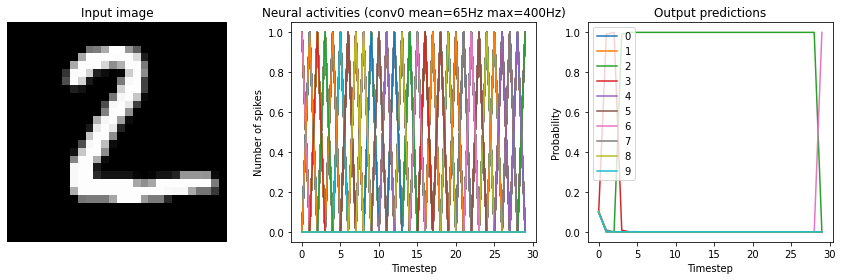 Input image
2
Neural activities (conv0 mean=65Hz max=400Hz)
Number of spikes
1.0
0.8
0.6
0.4
0.2
0.0
0 5 10 15 20 25 30
Timestep
Output predictions
Probability
1.0
0.8
0.6
0.4
0.2
0.0
0
1
2
3
4
5
6
7
8
9
0 5 10 15 20 25 30
Timestep